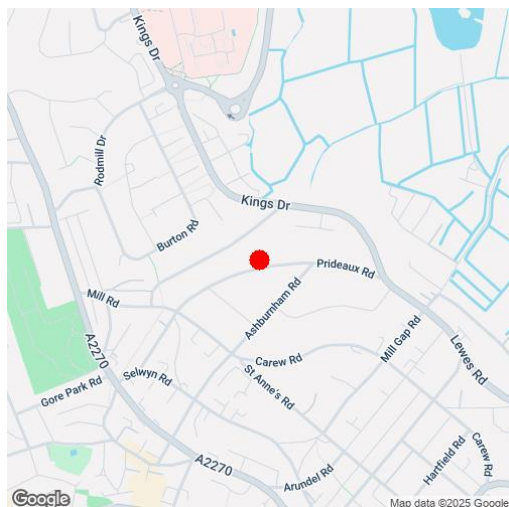 Kings Dr
Rodmill Dr
Kings Dr
Burton Rd
Prideaux Rd
Mill Rd
Ashburnham Rd
A2270
Mill Gap Rd
Lewes Rd
Carew Rd
Selwyn Rd
St Anne's Rd
Gore Park Rd
A2270
Hartfield Rd
Carew Rd
Arundel Rd
Google
Map data ©2025 Google